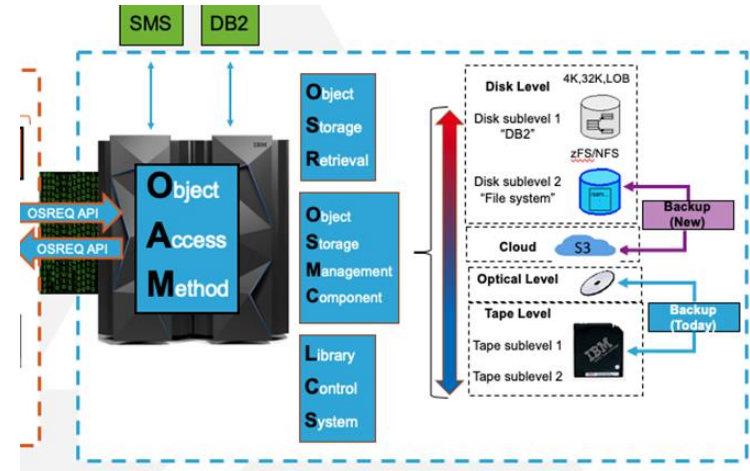 SMS
DB2
OSREQ API
OSREQ API
IBM
Object
Access
Method
Object
Storage
Retrieval
Object
Storage
Management
Component
Library
Control
System
Disk Level
4K,32K,LOB
Disk sublevel 1
"DB2"
zFS/NFS
Disk sublevel 2
"File system"
Backup
(New)
Cloud
S3
Optical Level
Backup
(Today)
Tape Level
Tape sublevel 1
IBM
Tape sublevel 2